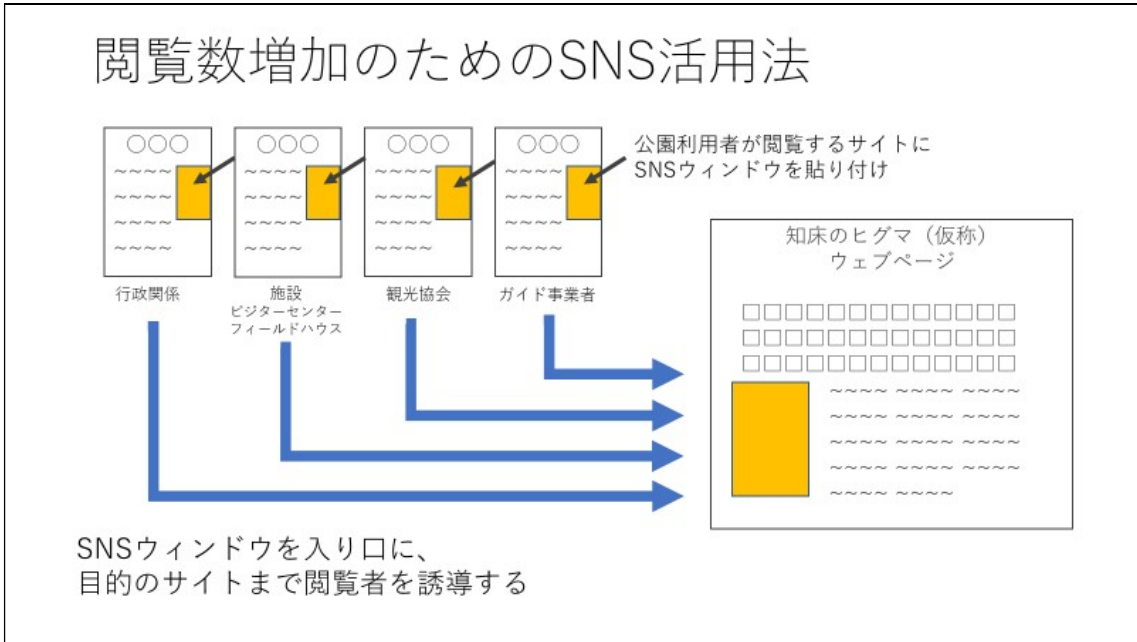 閲覧数増加のためのSNS活用法
○○○
~~~~
~~~~
~~~~
~~~~
○○○
~~~~
~~~~
~~~~
~~~~
○○○
~~~~
~~~~
~~~~
~~~~
○○○
~~~~
~~~~
~~~~
~~~~
公園利用者が閲覧するサイトに
SNSウィンドウを貼り付け
行政関係
施設
ビジターセンター
フィールドハウス
観光協会
ガイド事業者
知床のヒグマ（仮称）
ウェブページ
□□□□□□□□□□□□□
□□□□□□□□□□□□□
□□□□□□□□□□□□□
~~~~ ~~~~ ~~~~
~~~~ ~~~~ ~~~~
~~~~ ~~~~ ~~~~
~~~~ ~~~~ ~~~~
~~~~ ~~~~
SNSウィンドウを入り口に、
目的のサイトまで閲覧者を誘導する